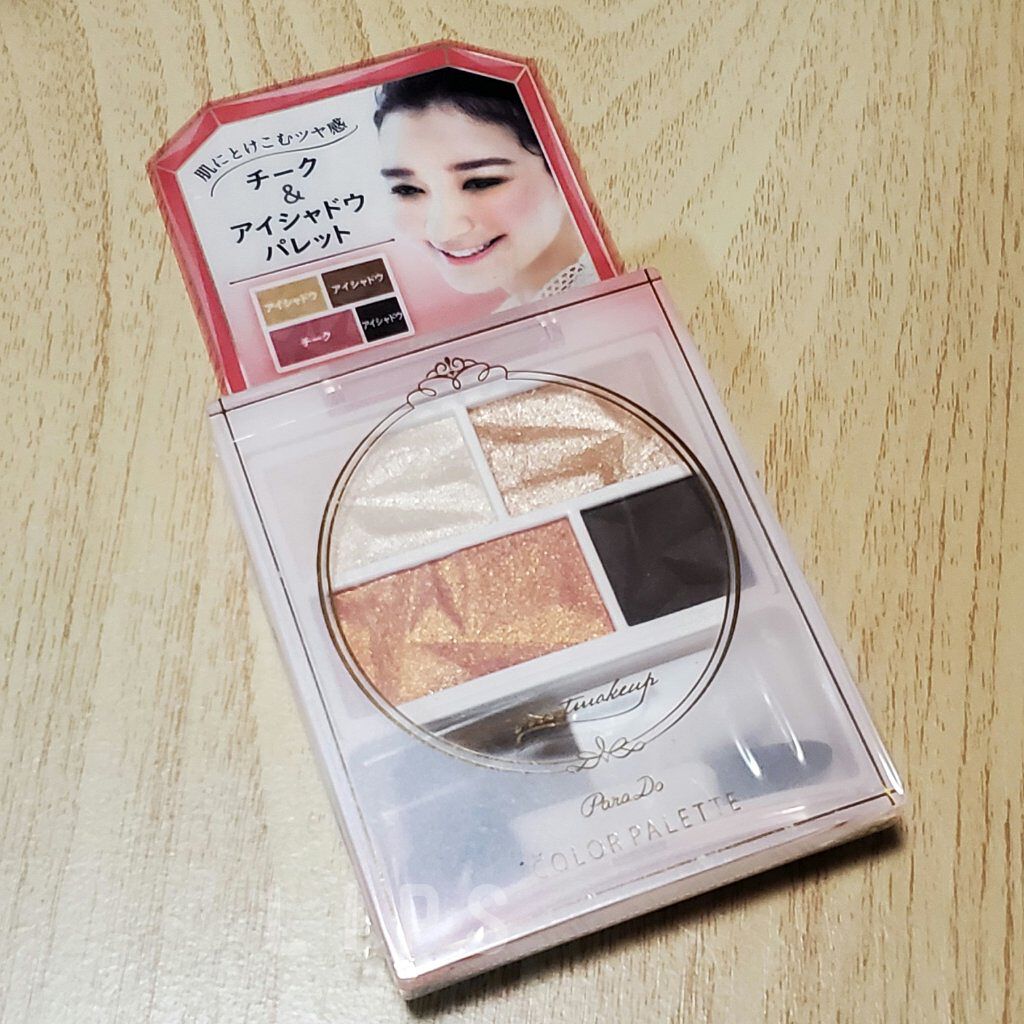 肌にとけこむツヤ感
チーク
&
アイシャドウ
パレット
アイシャドウ
アイシャドウ
チーク
アイシャドウ
ParaDo
COLOR PALETTE
LIPS